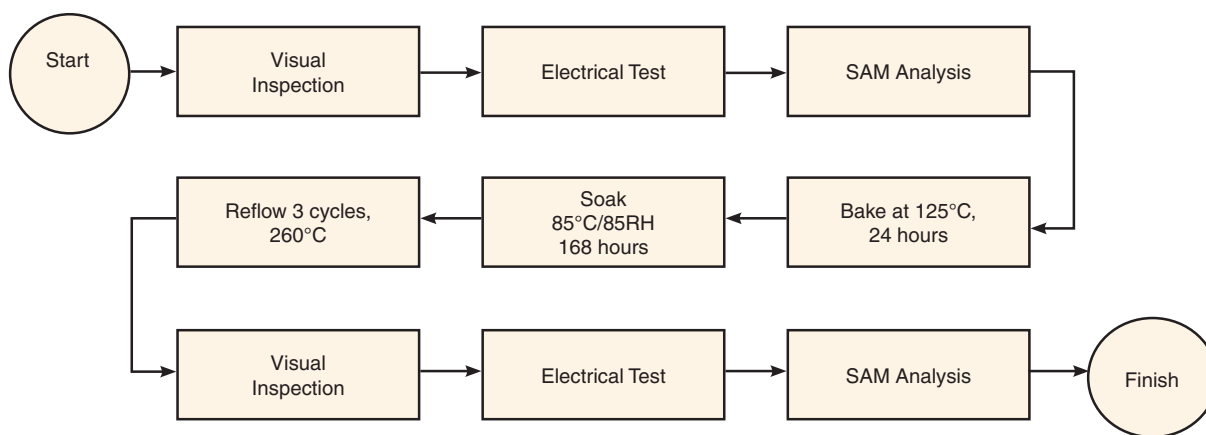 Start
Visual
Inspection
Electrical Test
SAM Analysis
Bake at 125°C,
24 hours
Soak
85°C/85RH
168 hours
Reflow 3 cycles,
260°C
Visual
Inspection
Electrical Test
SAM Analysis
Finish